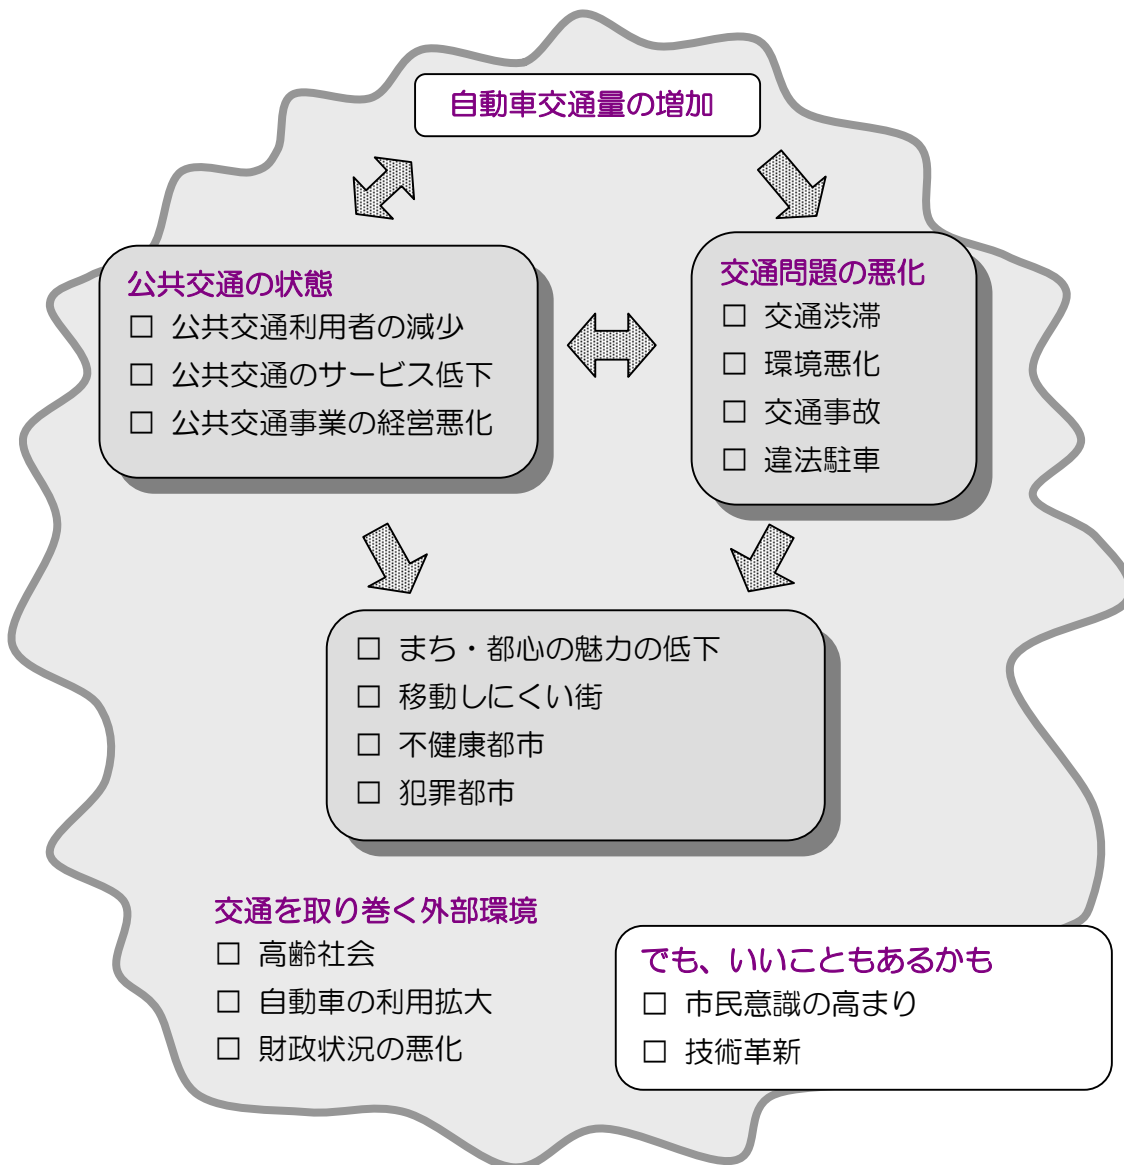 自動車交通量の増加
公共交通の状態
□ 公共交通利用者の減少
□ 公共交通のサービス低下
□ 公共交通事業の経営悪化
交通問題の悪化
□ 交通渋滞
□ 環境悪化
□ 交通事故
□ 違法駐車
□ まち・都心の魅力の低下
□ 移動しにくい街
□ 不健康都市
□ 犯罪都市
交通を取り巻く外部環境
□ 高齢社会
□ 自動車の利用拡大
□ 財政状況の悪化
でも、いいこともあるかも
□ 市民意識の高まり
□ 技術革新